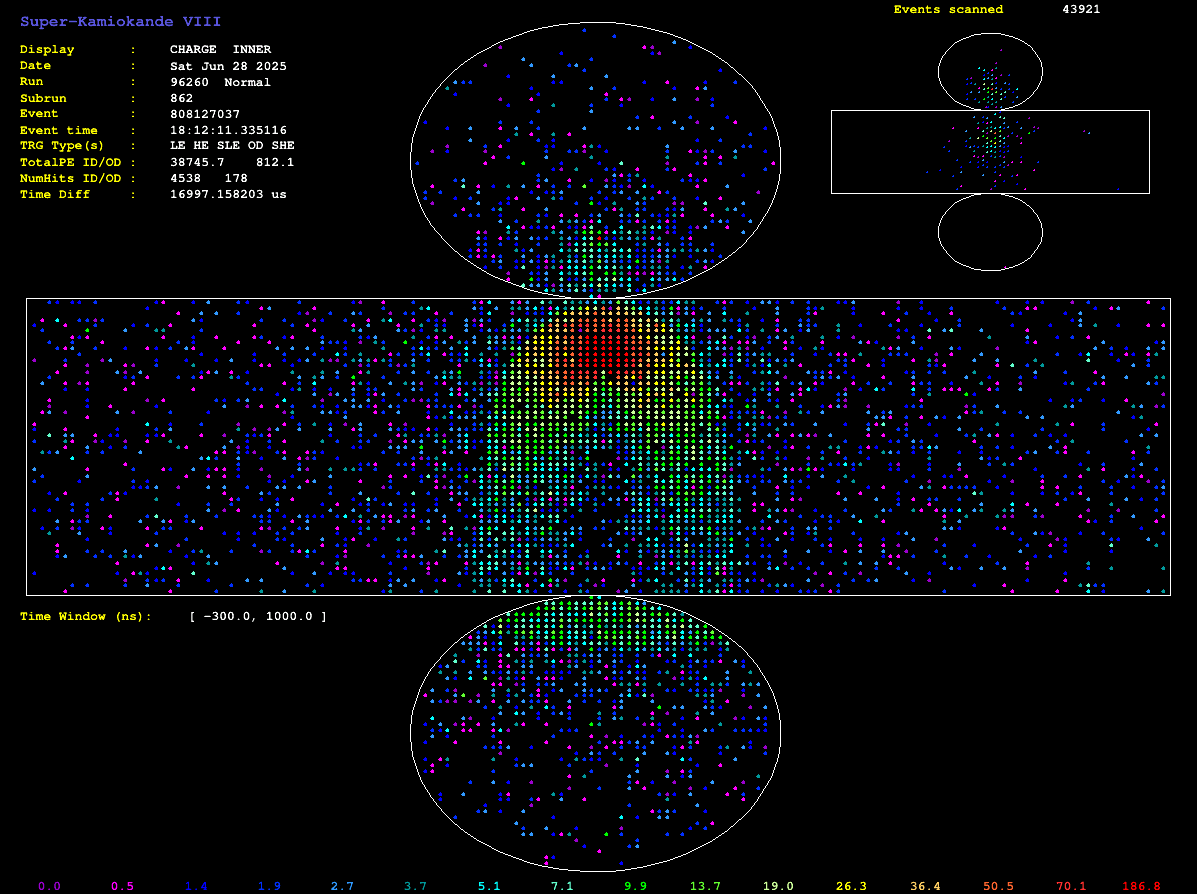 Super-Kamiokande VIII
Events scanned 43921
Display : CHARGE INNER
Date : Sat Jun 28 2025
Run : 96260 Normal
Subrun : 862
Event : 808127037
Event time : 18:12:11.335116
TRG Type(s) : LE HE SLE OD SHE
TotalPE ID/OD : 38745.7 812.1
NumHits ID/OD : 4538 178
Time Diff : 16997.158203 us
Time Window (ns): [ -300.0, 1000.0 ]
0.0 0.5 1.4 1.9 2.7 3.7 5.1 7.1 9.9 13.7 19.0 26.3 36.4 50.5 70.1 186.8